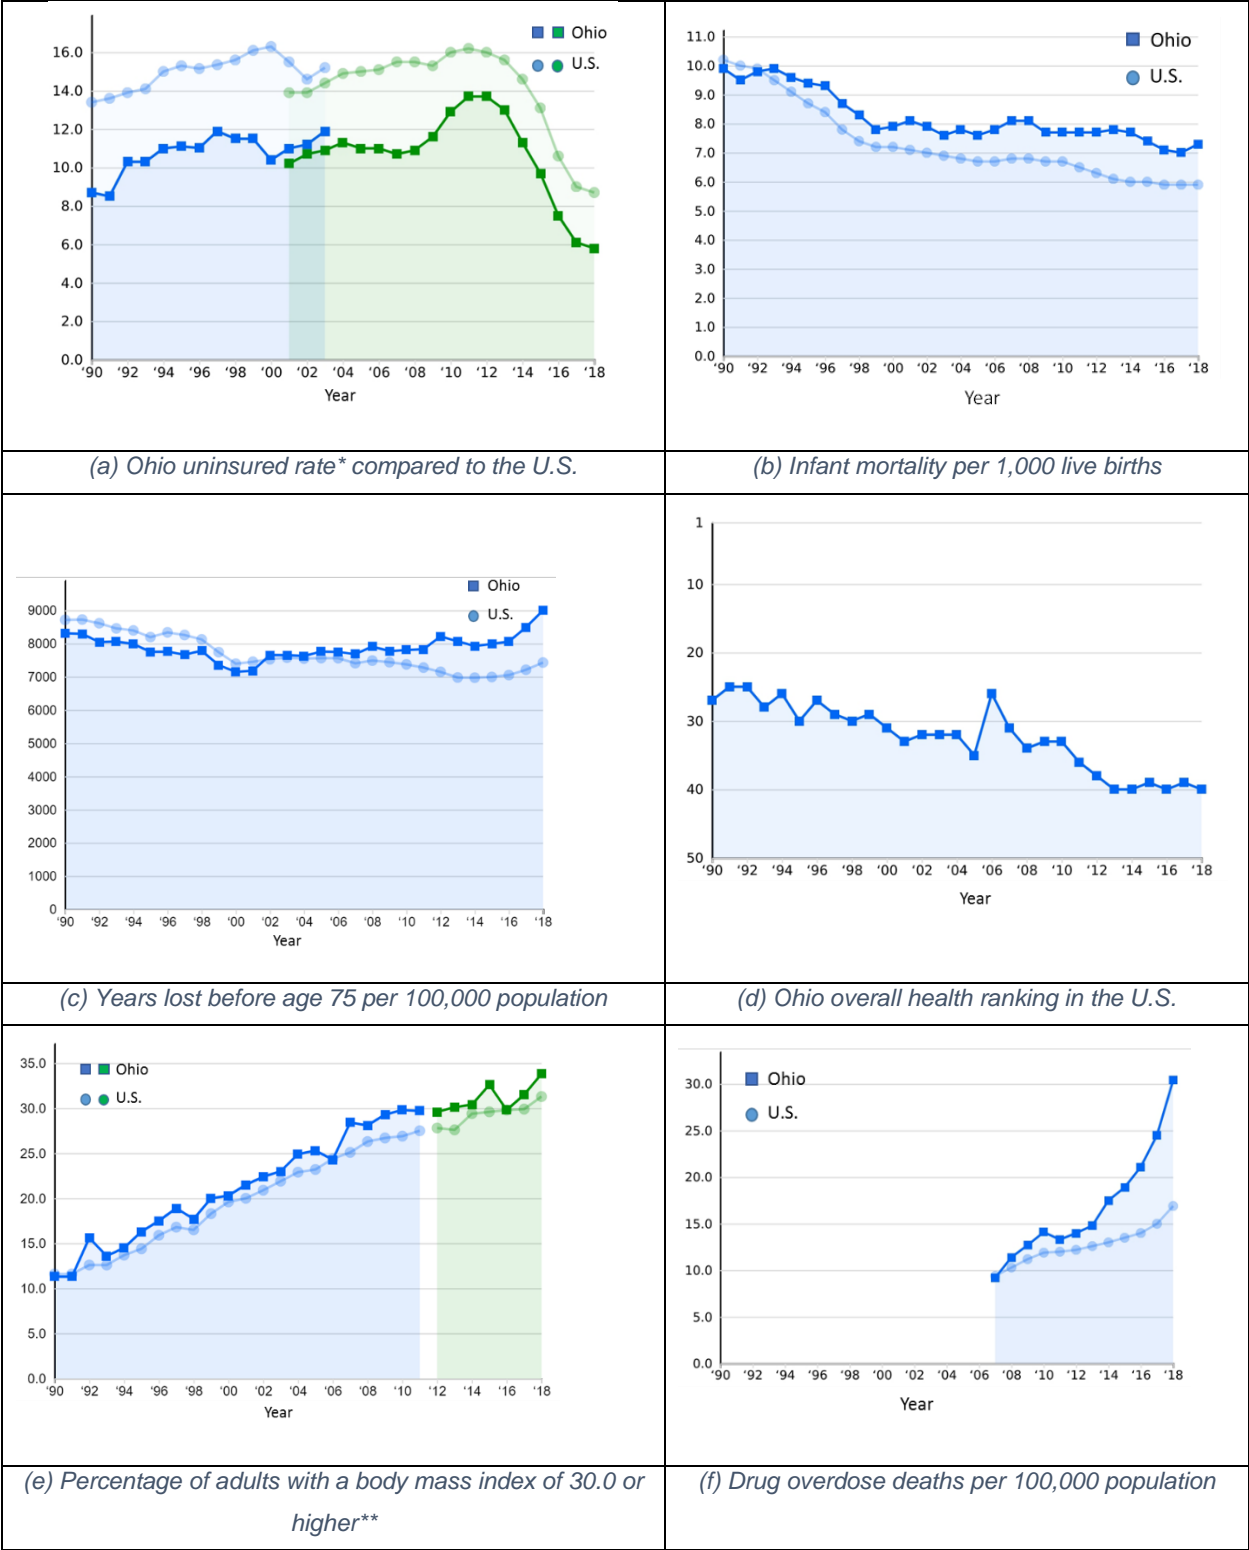 16.0
14.0
12.0
10.0
8.0
6.0
4.0
2.0
0.0
Ohio
U.S.
‘90 ‘92 ‘94 ‘96 ‘98 ‘00 ‘02 ‘04 ‘06 ‘08 ‘10 ‘12 ‘14 ‘16 ‘18
Year
11.0
10.0
9.0
8.0
7.0
6.0
5.0
4.0
3.0
2.0
1.0
0.0
Ohio
U.S.
‘90 ‘92 ‘94 ‘96 ‘98 ‘00 ‘02 ‘04 ‘06 ‘08 ‘10 ‘12 ‘14 ‘16 ‘18
Year
(a) Ohio uninsured rate* compared to the U.S.
(b) Infant mortality per 1,000 live births
Ohio
U.S.
9000
8000
7000
6000
5000
4000
3000
2000
1000
0
‘90 ‘92 ‘94 ‘96 ‘98 ‘00 ‘02 ‘04 ‘06 ‘08 ‘10 ‘12 ‘14 ‘16 ‘18
Year
1
10
20
30
40
50
‘90 ‘92 ‘94 ‘96 ‘98 ‘00 ‘02 ‘04 ‘06 ‘08 ‘10 ‘12 ‘14 ‘16 ‘18
Year
(c) Years lost before age 75 per 100,000 population
(d) Ohio overall health ranking in the U.S.
35.0
30.0
25.0
20.0
15.0
10.0
5.0
0.0
Ohio
U.S.
‘90 ‘92 ‘94 ‘96 ‘98 ‘00 ‘02 ‘04 ‘06 ‘08 ‘10 ‘12 ‘14 ‘16 ‘18
Year
30.0
25.0
20.0
15.0
10.0
5.0
0.0
Ohio
U.S.
‘90 ‘92 ‘94 ‘96 ‘98 ‘00 ‘02 ‘04 ‘06 ‘08 ‘10 ‘12 ‘14 ‘16 ‘18
Year
(e) Percentage of adults with a body mass index of 30.0 or
higher**
(f) Drug overdose deaths per 100,000 population